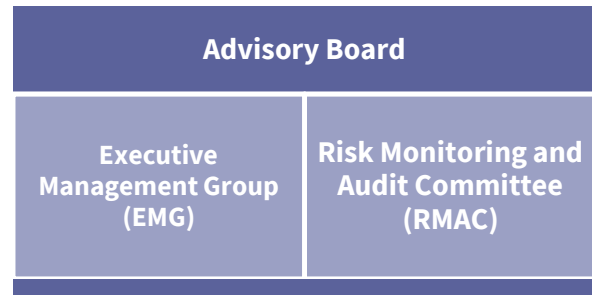 Advisory Board
Executive
Management Group
(EMG)
Risk Monitoring and
Audit Committee
(RMAC)